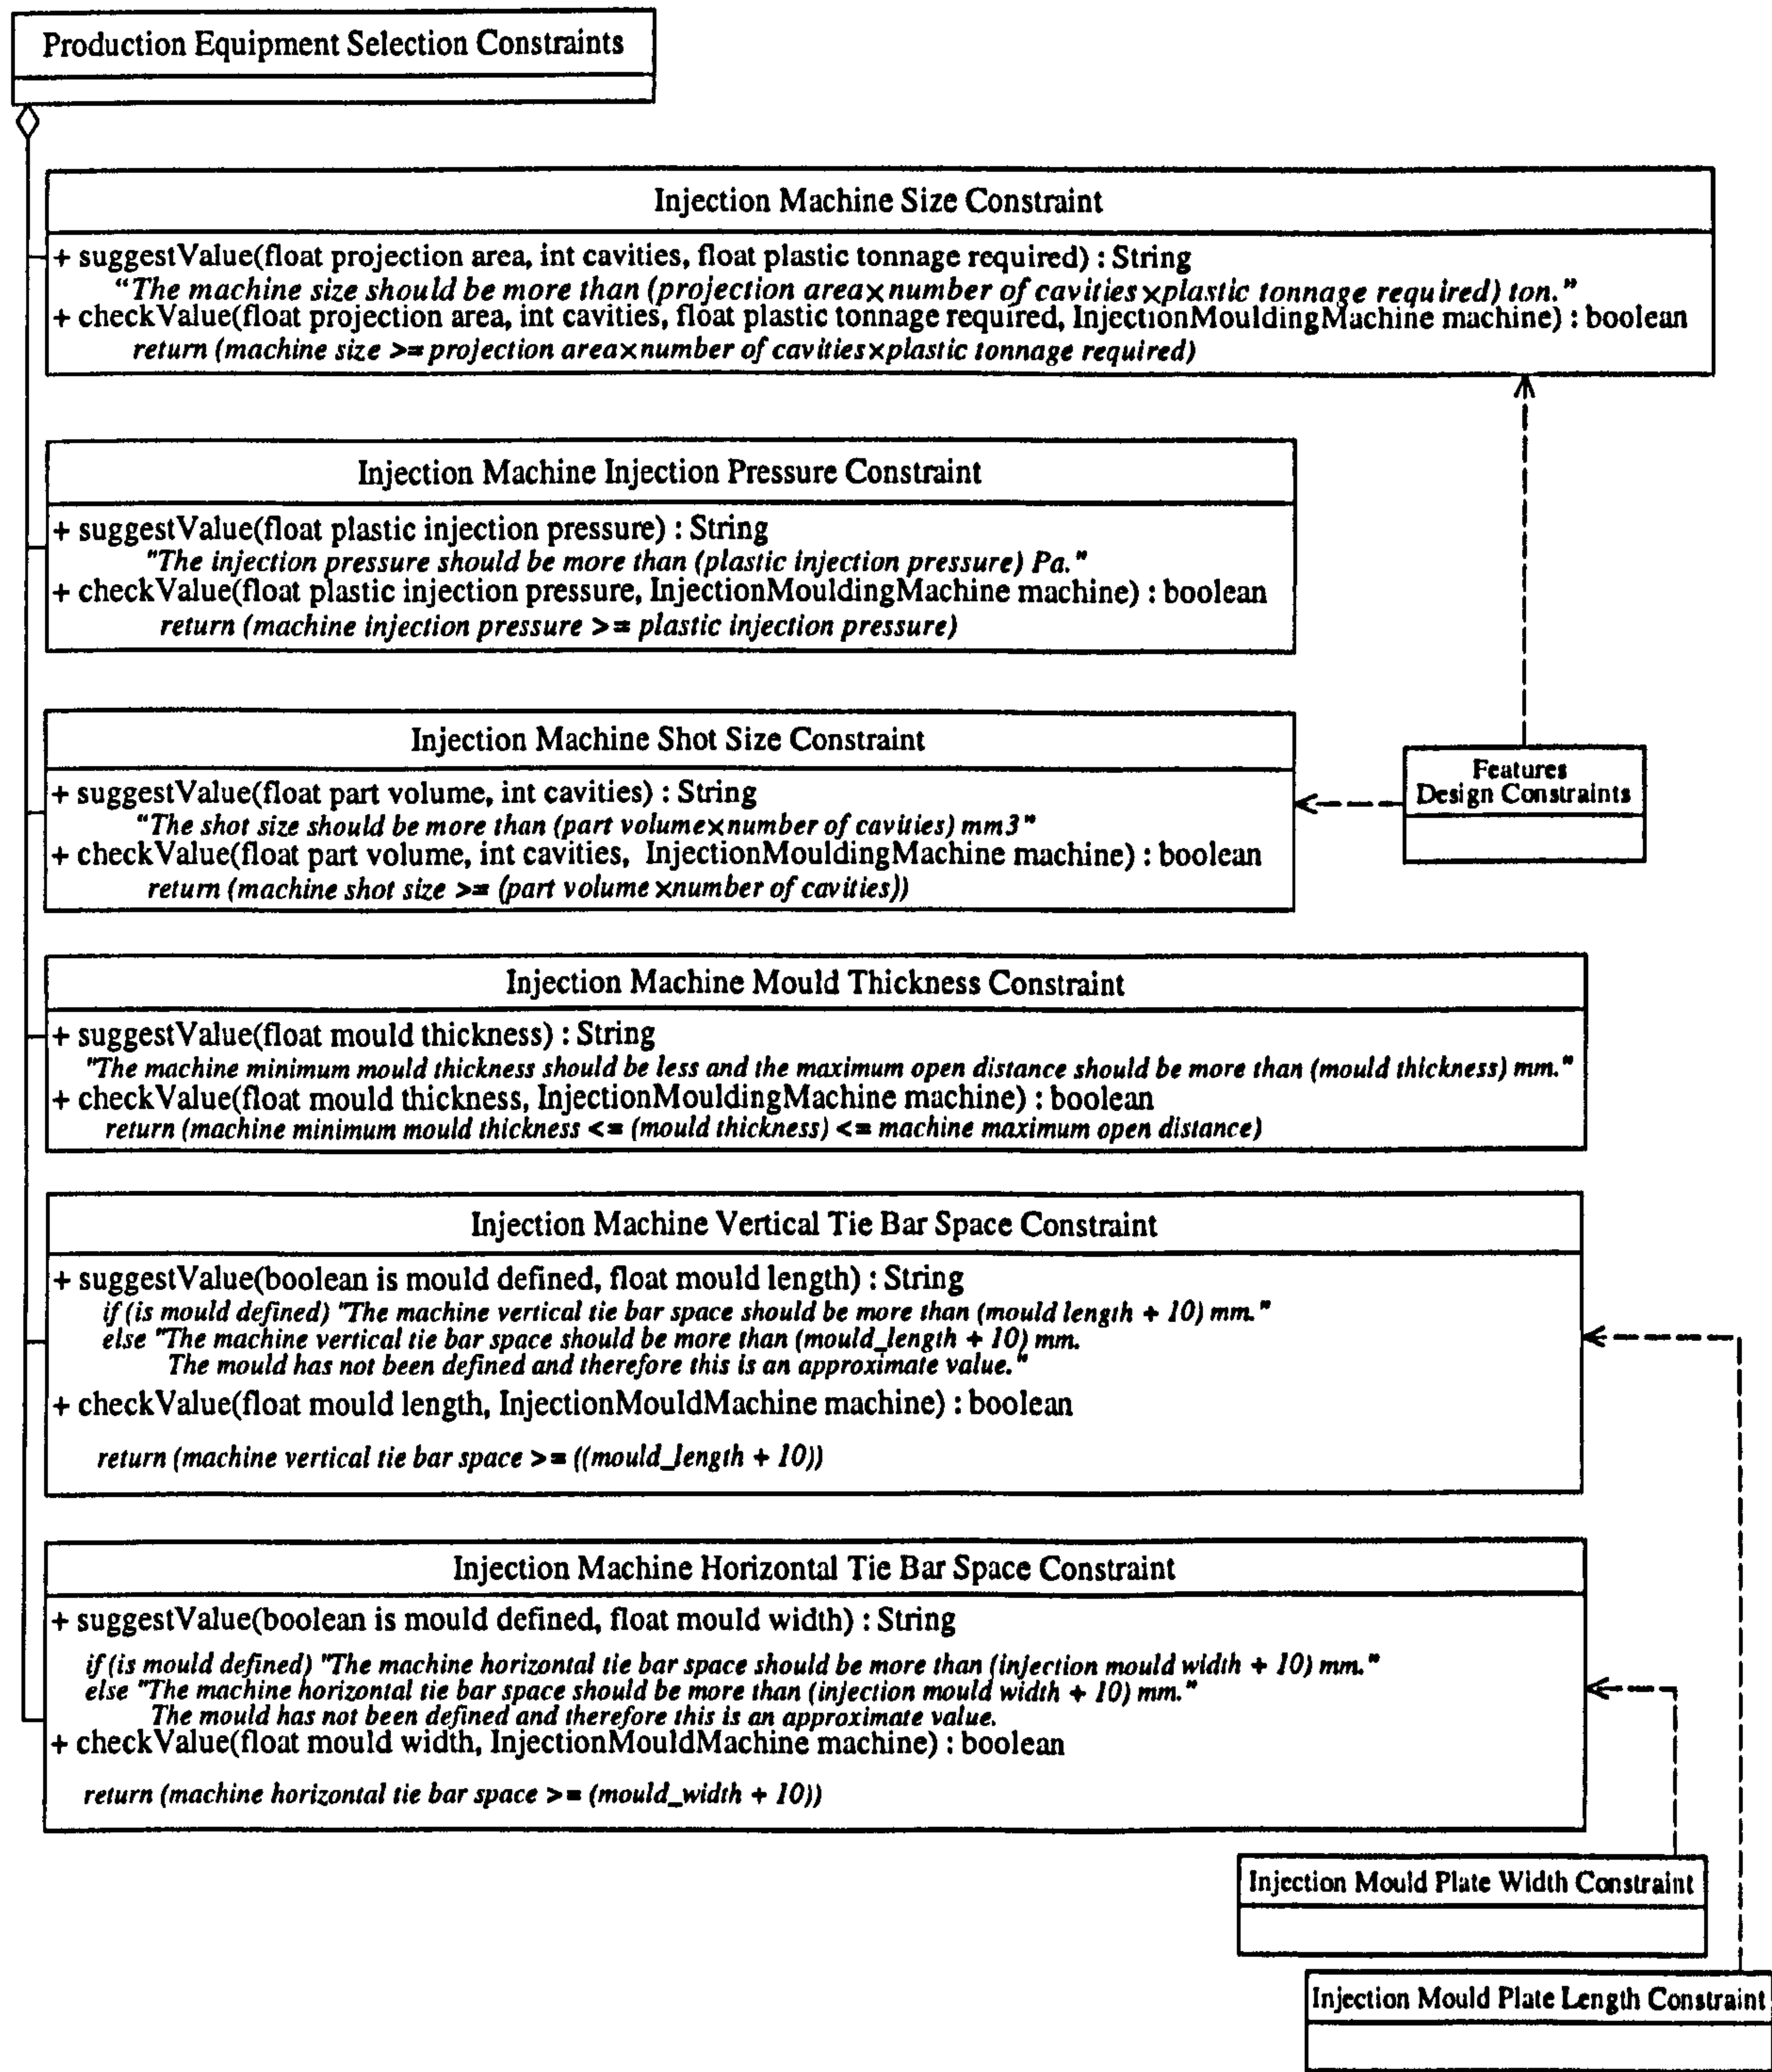 Production Equipment Selection Constraints
Injection Machine Size Constraint
+ suggestValue(float projection area, int cavities, float plastic tonnage required) : String
“The machine size should be more than (projection area×number of cavities×plastic tonnage required) ton."
+ checkValue(float projection area, int cavities, float plastic tonnage required, InjectionMouldingMachine machine) : boolean
return (machine size >= projection area×number of cavities×plastic tonnage required)
Injection Machine Injection Pressure Constraint
+ suggestValue(float plastic injection pressure) : String
"The injection pressure should be more than (plastic injection pressure) Pa."
+ checkValue(float plastic injection pressure, InjectionMouldingMachine machine) : boolean
return (machine injection pressure >= plastic injection pressure)
Injection Machine Shot Size Constraint
+ suggestValue(float part volume, int cavities) : String
“The shot size should be more than (part volume×number of cavities) mm3"
+ checkValue(float part volume, int cavities, InjectionMouldingMachine machine) : boolean
return (machine shot size >= (part volume ×number of cavities))
Features
Design Constraints
Injection Machine Mould Thickness Constraint
+ suggestValue(float mould thickness) : String
"The machine minimum mould thickness should be less and the maximum open distance should be more than (mould thickness) mm."
+ checkValue(float mould thickness, InjectionMouldingMachine machine) : boolean
return (machine minimum mould thickness <= (mould thickness) <= machine maximum open distance)
Injection Machine Vertical Tie Bar Space Constraint
+ suggestValue(boolean is mould defined, float mould length) : String
if (is mould defined) "The machine vertical tie bar space should be more than (mould length + 10) mm."
else "The machine vertical tie bar space should be more than (mould_length + 10) mm.
The mould has not been defined and therefore this is an approximate value."
+ checkValue(float mould length, InjectionMouldMachine machine) : boolean
return (machine vertical tie bar space >= ((mould_length + 10))
Injection Machine Horizontal Tie Bar Space Constraint
+ suggestValue(boolean is mould defined, float mould width) : String
if (is mould defined) "The machine horizontal tie bar space should be more than (injection mould width + 10) mm."
else "The machine horizontal tie bar space should be more than (injection mould width + 10) mm."
The mould has not been defined and therefore this is an approximate value.
+ checkValue(float mould width, InjectionMouldMachine machine) : boolean
return (machine horizontal tie bar space >= (mould_width + 10))
Injection Mould Plate Width Constraint
Injection Mould Plate Length Constraint